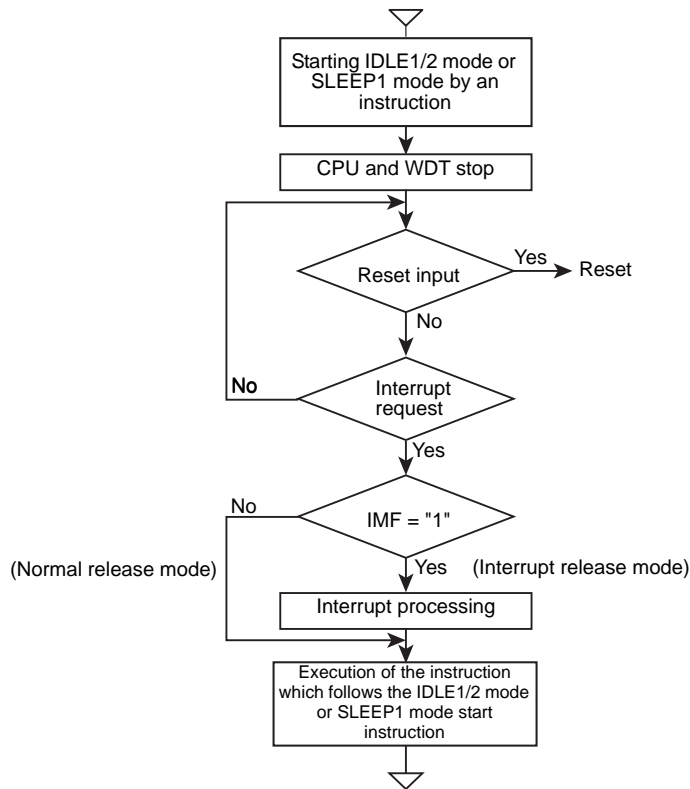 Starting IDLE1/2 mode or
SLEEP1 mode by an
instruction
CPU and WDT stop
Reset input
Yes
Reset
No
Interrupt
request
No
Yes
IMF = "1"
No
(Normal release mode)
Yes
(Interrupt release mode)
Interrupt processing
Execution of the instruction
which follows the IDLE1/2 mode
or SLEEP1 mode start
instruction